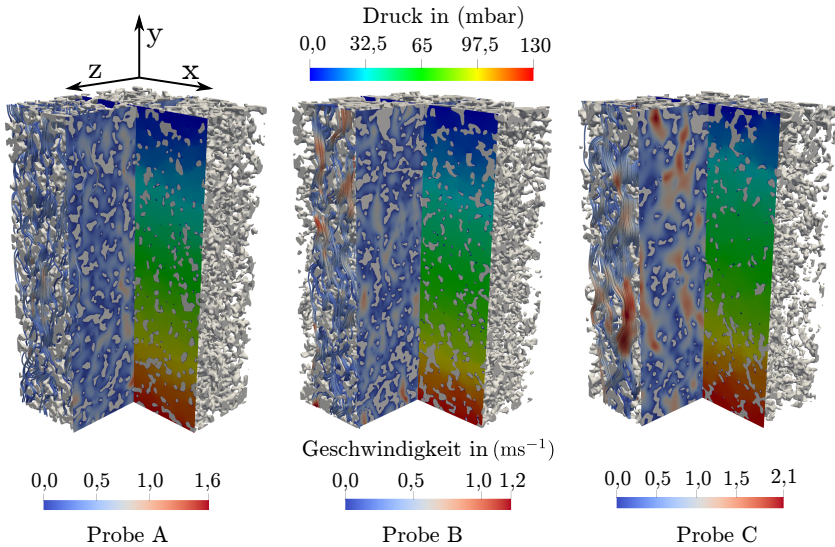 Druck in (mbar)
0,0 32,5 65 97,5 130
y
z x
Geschwindigkeit in (ms⁻¹)
0,0 0,5 1,0 1,6
0,0 0,5 1,0 1,2
0,0 0,5 1,0 1,5 2,1
Probe A
Probe B
Probe C